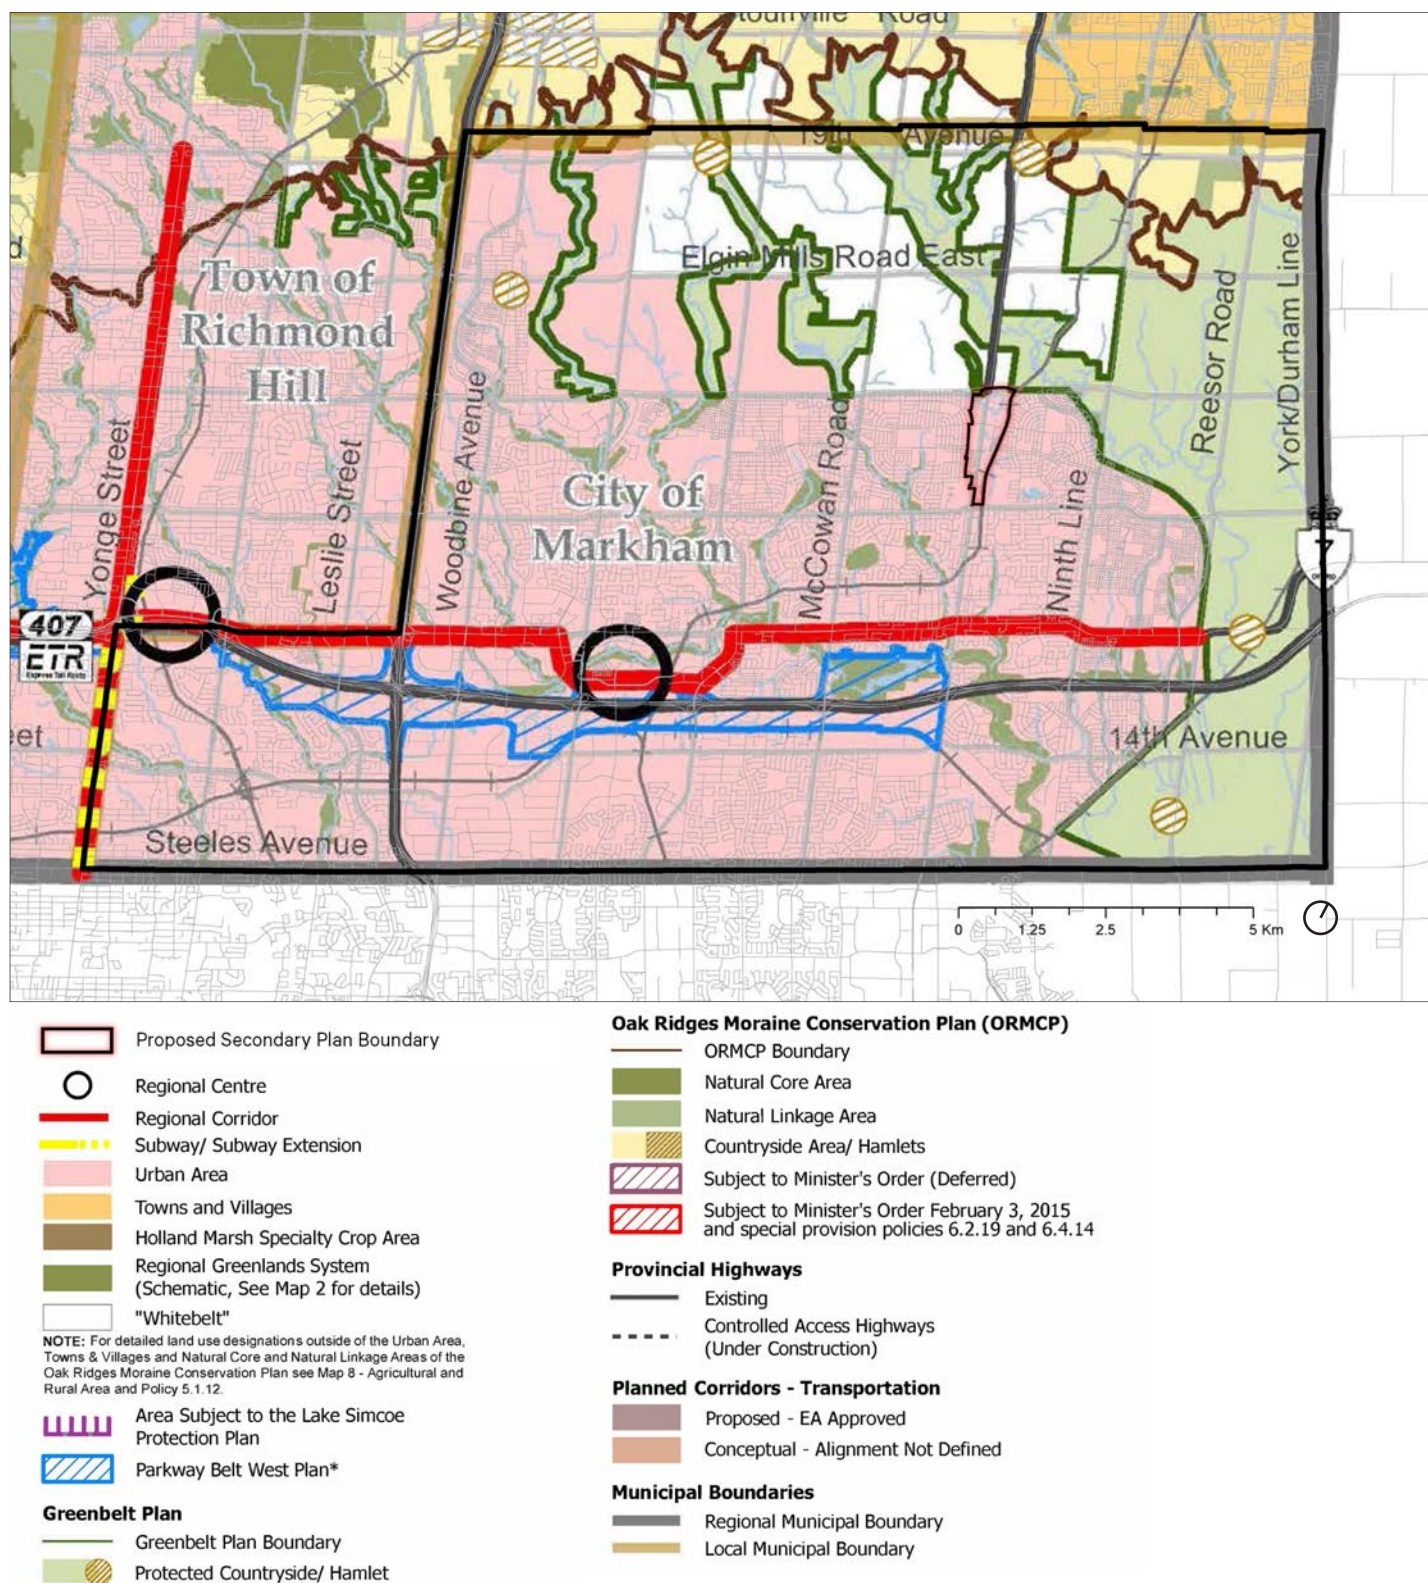 Road
19th Avenue
Elgin Mills Road East
Town of
Richmond
Hill
Reesor Road
York/Durham Line
Yonge Street
Leslie Street
Woodbine Avenue
City of
Markham
McCowan Road
Ninth Line
7
407
ETR
Express Toll Route
eet
14th Avenue
Steeles Avenue
0 1.25 2.5 5 Km
Proposed Secondary Plan Boundary
Regional Centre
Regional Corridor
Subway/ Subway Extension
Urban Area
Towns and Villages
Holland Marsh Specialty Crop Area
Regional Greenlands System
(Schematic, See Map 2 for details)
"Whitebelt"
NOTE: For detailed land use designations outside of the Urban Area,
Towns & Villages and Natural Core and Natural Linkage Areas of the
Oak Ridges Moraine Conservation Plan see Map 8 - Agricultural and
Rural Area and Policy 5.1.12.
Area Subject to the Lake Simcoe
Protection Plan
Parkway Belt West Plan*
Greenbelt Plan
Greenbelt Plan Boundary
Protected Countryside/ Hamlet
Oak Ridges Moraine Conservation Plan (ORMCP)
ORMCP Boundary
Natural Core Area
Natural Linkage Area
Countryside Area/ Hamlets
Subject to Minister's Order (Deferred)
Subject to Minister's Order February 3, 2015
and special provision policies 6.2.19 and 6.4.14
Provincial Highways
Existing
Controlled Access Highways
(Under Construction)
Planned Corridors - Transportation
Proposed - EA Approved
Conceptual - Alignment Not Defined
Municipal Boundaries
Regional Municipal Boundary
Local Municipal Boundary